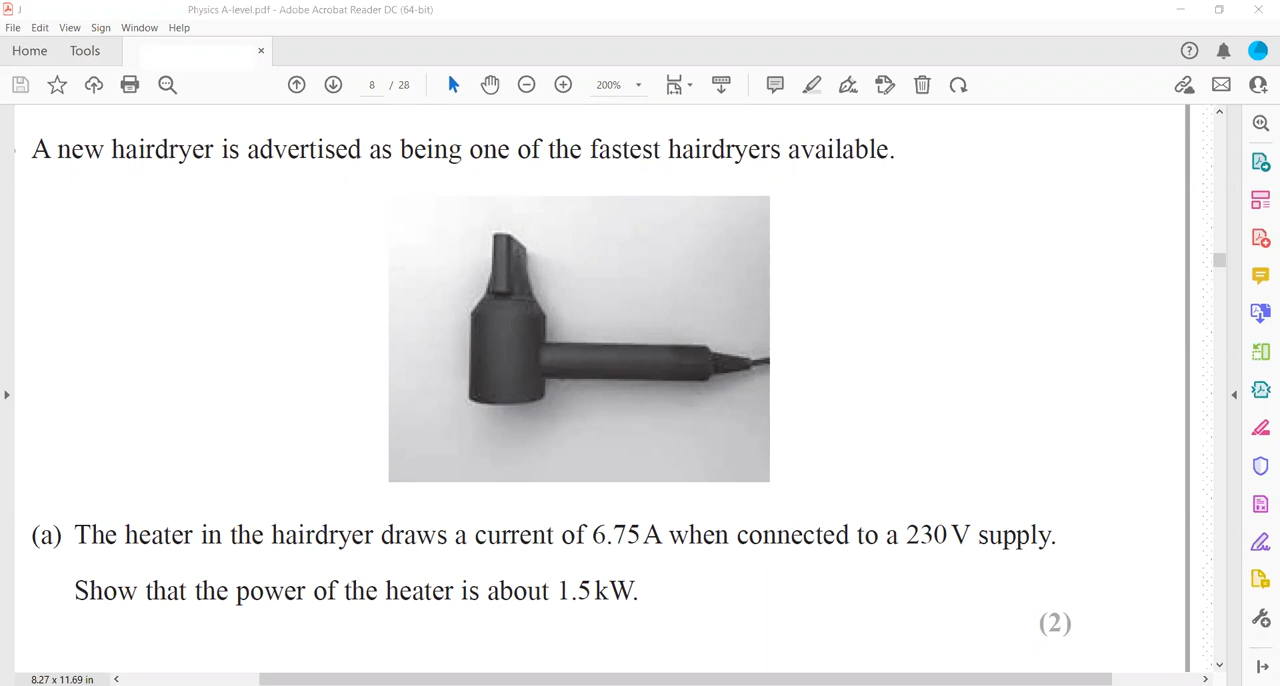 J
Physics A-level.pdf - Adobe Acrobat Reader DC (64-bit)
File Edit View Sign Window Help
Home Tools
8 / 28
200%
A new hairdryer is advertised as being one of the fastest hairdryers available.
(a) The heater in the hairdryer draws a current of 6.75 A when connected to a 230 V supply.
Show that the power of the heater is about 1.5 kW.
(2)
8.27 x 11.69 in